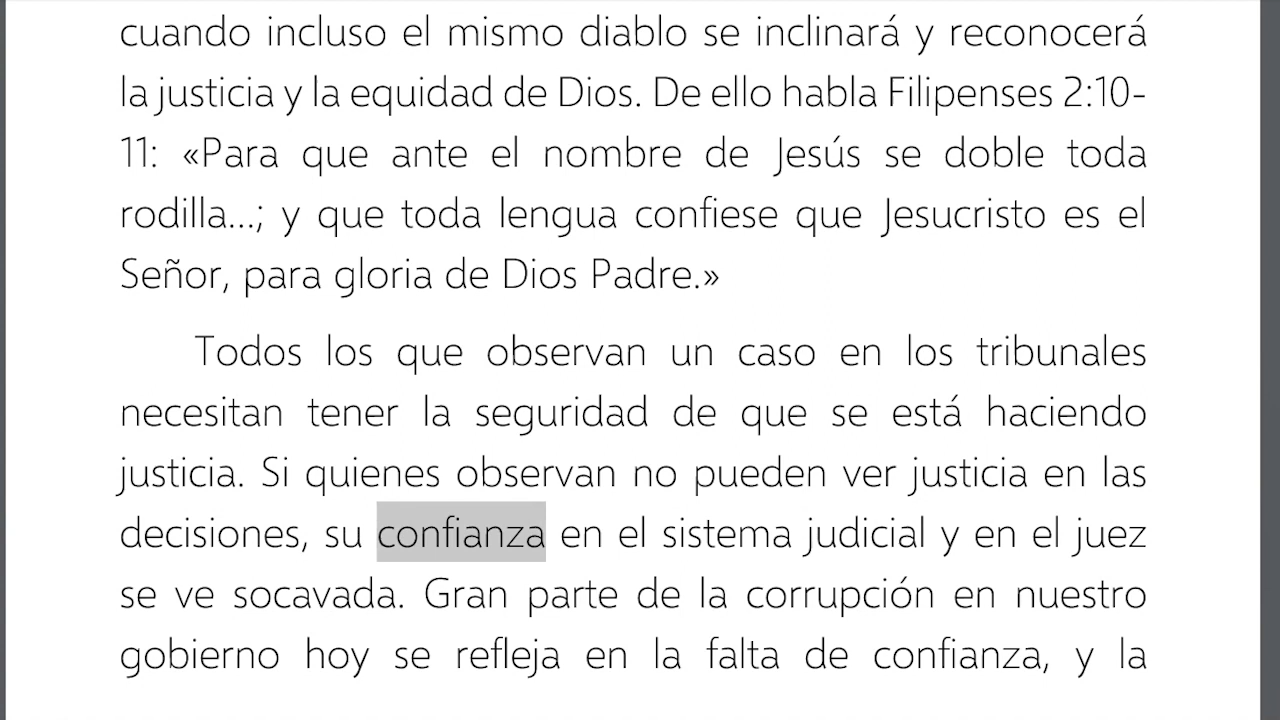 cuando incluso el mismo diablo se inclinará y reconocerá
la justicia y la equidad de Dios. De ello habla Filipenses 2:10-
11: «Para que ante el nombre de Jesús se doble toda
rodilla...; y que toda lengua confiese que Jesucristo es el
Señor, para gloria de Dios Padre.»
Todos los que observan un caso en los tribunales
necesitan tener la seguridad de que se está haciendo
justicia. Si quienes observan no pueden ver justicia en las
decisiones, su confianza en el sistema judicial y en el juez
se ve socavada. Gran parte de la corrupción en nuestro
gobierno hoy se refleja en la falta de confianza, y la